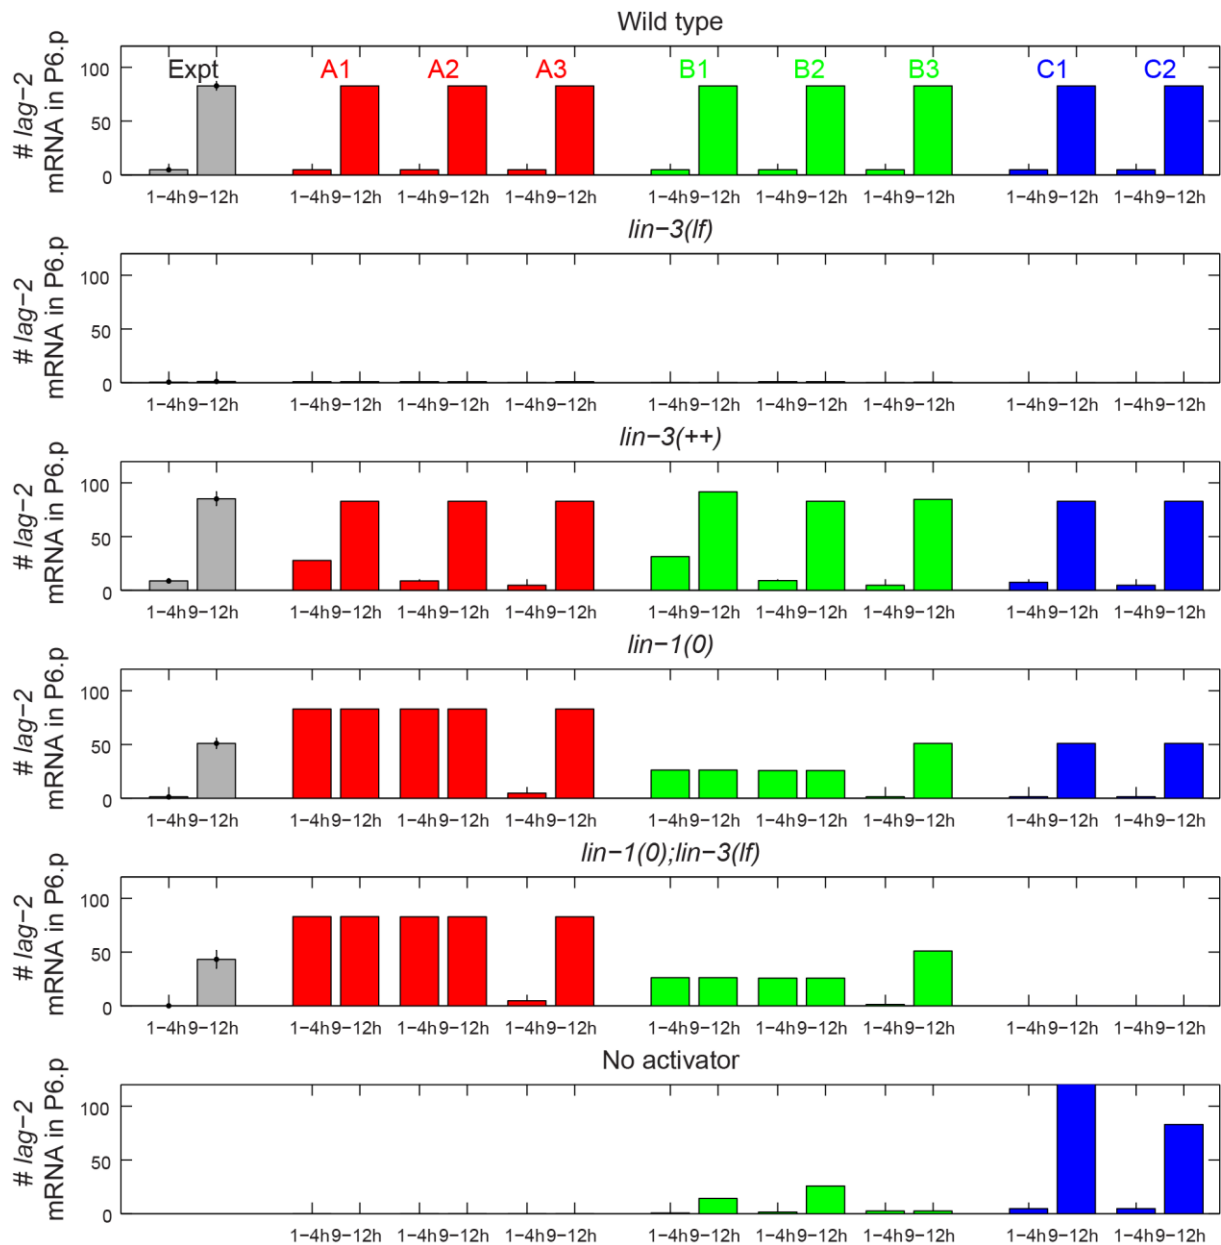 Wild type
# lag-2
mRNA in P6.p
100
50
0
Expt A1 A2 A3 B1 B2 B3 C1 C2
1-4h9-12h 1-4h9-12h 1-4h9-12h 1-4h9-12h 1-4h9-12h 1-4h9-12h 1-4h9-12h 1-4h9-12h 1-4h9-12h
lin-3(lf)
# lag-2
mRNA in P6.p
100
50
0
1-4h9-12h 1-4h9-12h 1-4h9-12h 1-4h9-12h 1-4h9-12h 1-4h9-12h 1-4h9-12h 1-4h9-12h 1-4h9-12h
lin-3(++)
# lag-2
mRNA in P6.p
100
50
0
1-4h9-12h 1-4h9-12h 1-4h9-12h 1-4h9-12h 1-4h9-12h 1-4h9-12h 1-4h9-12h 1-4h9-12h 1-4h9-12h
lin-1(0)
# lag-2
mRNA in P6.p
100
50
0
1-4h9-12h 1-4h9-12h 1-4h9-12h 1-4h9-12h 1-4h9-12h 1-4h9-12h 1-4h9-12h 1-4h9-12h 1-4h9-12h
lin-1(0);lin-3(lf)
# lag-2
mRNA in P6.p
100
50
0
1-4h9-12h 1-4h9-12h 1-4h9-12h 1-4h9-12h 1-4h9-12h 1-4h9-12h 1-4h9-12h 1-4h9-12h 1-4h9-12h
No activator
# lag-2
mRNA in P6.p
100
50
0
1-4h9-12h 1-4h9-12h 1-4h9-12h 1-4h9-12h 1-4h9-12h 1-4h9-12h 1-4h9-12h 1-4h9-12h